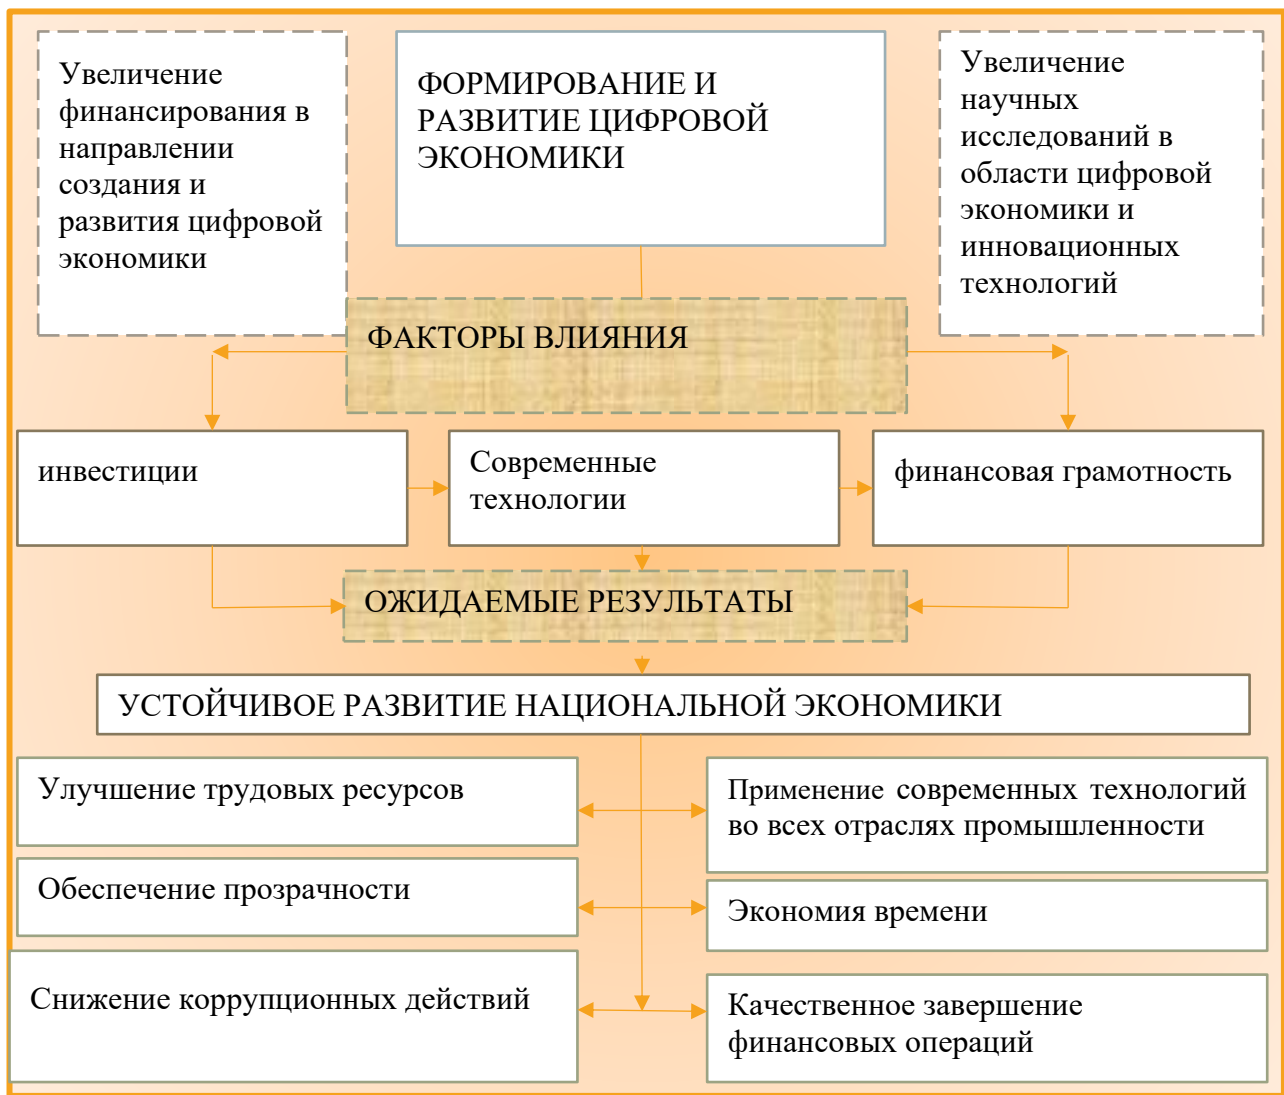 Увеличение
финансирования в
направлении
создания и
развития цифровой
экономики
ФОРМИРОВАНИЕ И
РАЗВИТИЕ ЦИФРОВОЙ
ЭКОНОМИКИ
Увеличение
научных
исследований в
области цифровой
экономики и
инновационных
технологий
ФАКТОРЫ ВЛИЯНИЯ
инвестиции
Современные
технологии
финансовая грамотность
ОЖИДАЕМЫЕ РЕЗУЛЬТАТЫ
УСТОЙЧИВОЕ РАЗВИТИЕ НАЦИОНАЛЬНОЙ ЭКОНОМИКИ
Улучшение трудовых ресурсов
Применение современных технологий
во всех отраслях промышленности
Обеспечение прозрачности
Экономия времени
Снижение коррупционных действий
Качественное завершение
финансовых операций